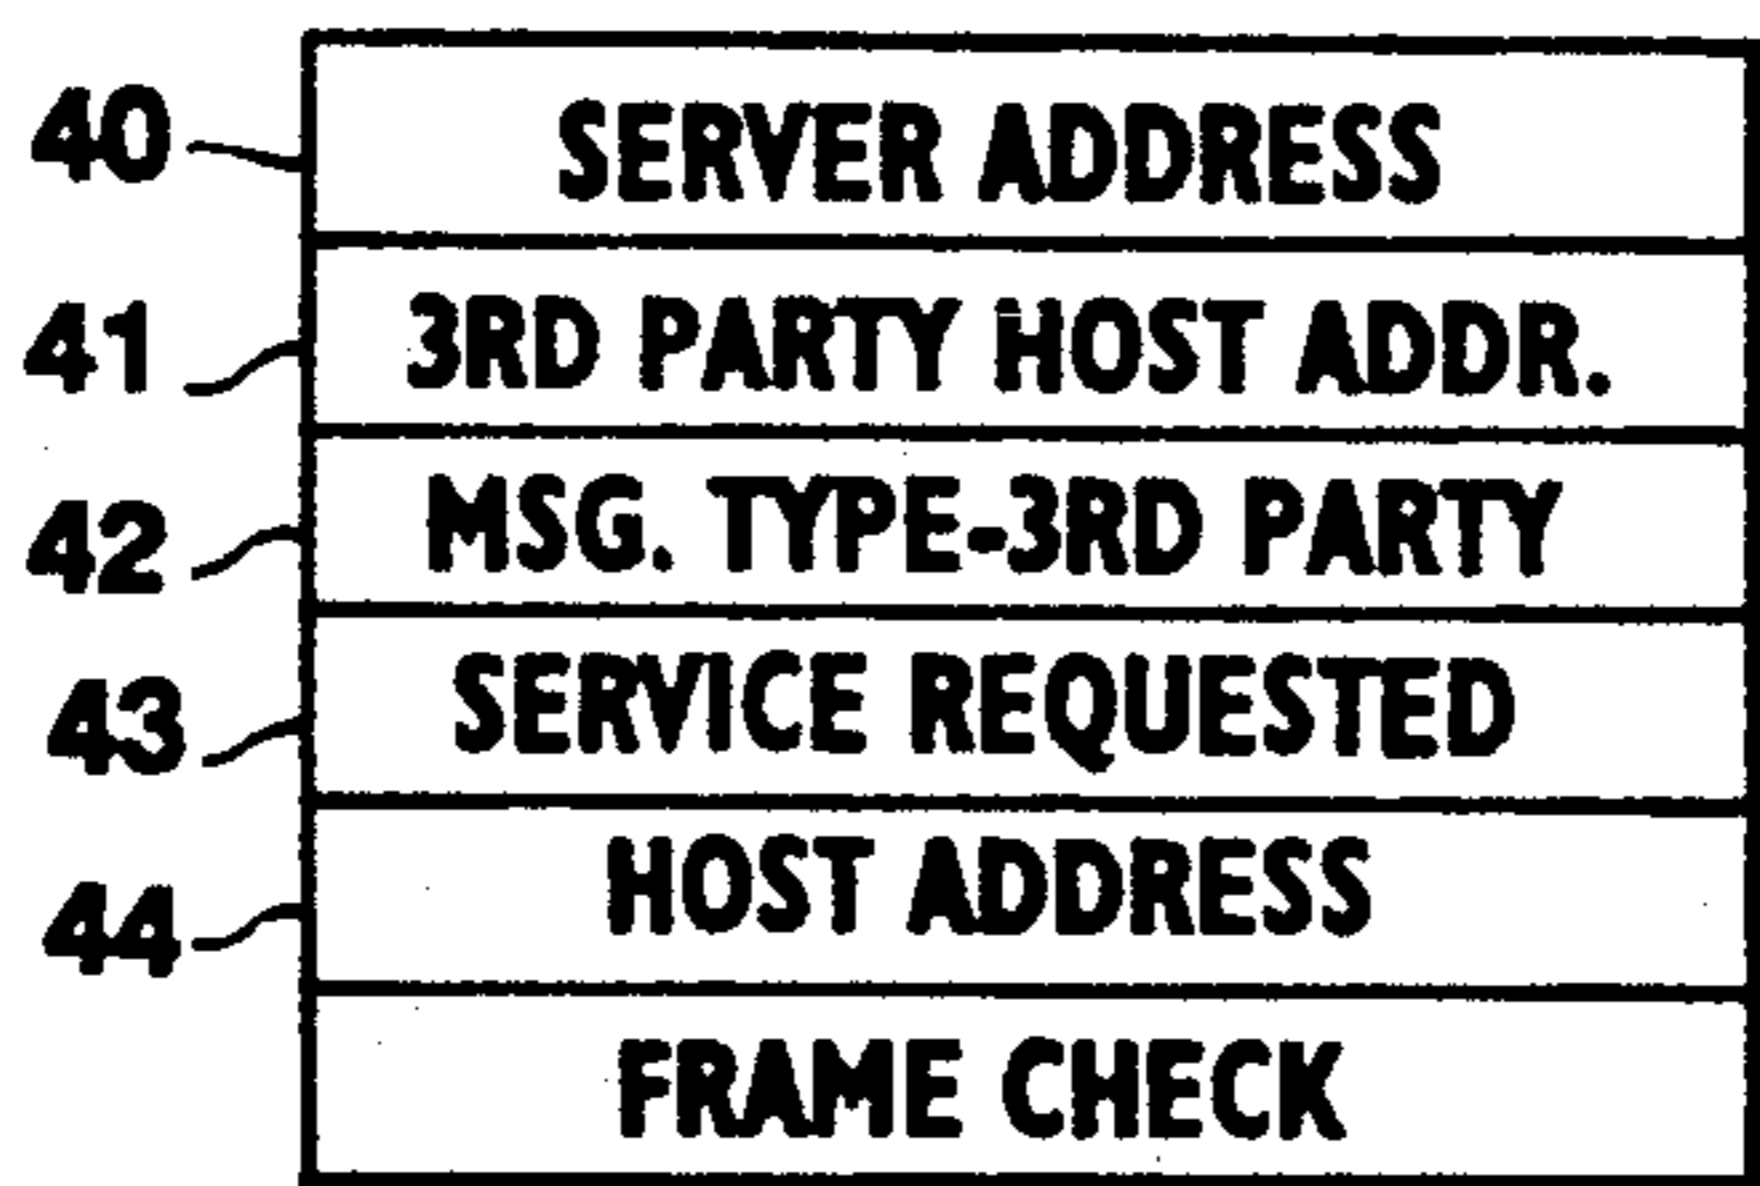 40 SERVER ADDRESS
41 3RD PARTY HOST ADDR.
42 MSG. TYPE-3RD PARTY
43 SERVICE REQUESTED
44 HOST ADDRESS
FRAME CHECK